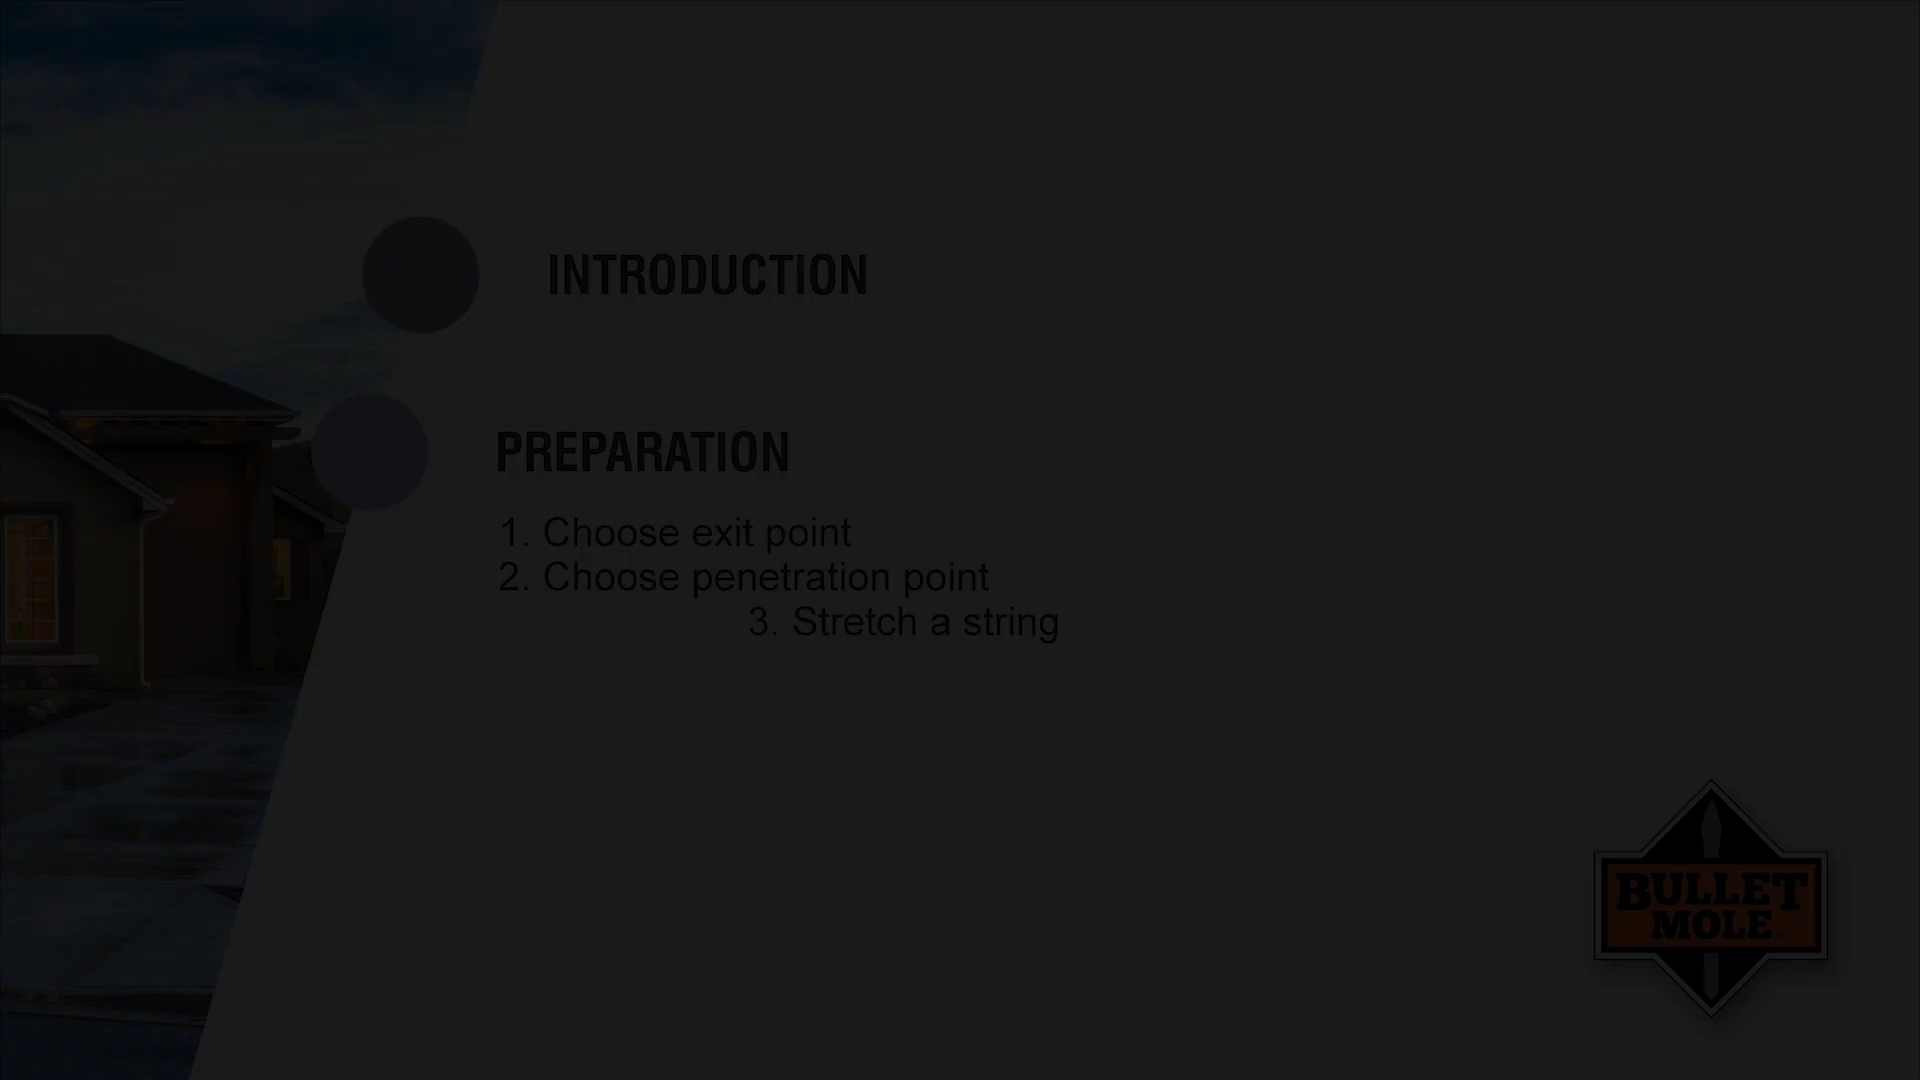 INTRODUCTION
PREPARATION
1. Choose exit point
2. Choose penetration point
3. Stretch a string
BULLET
MOLE